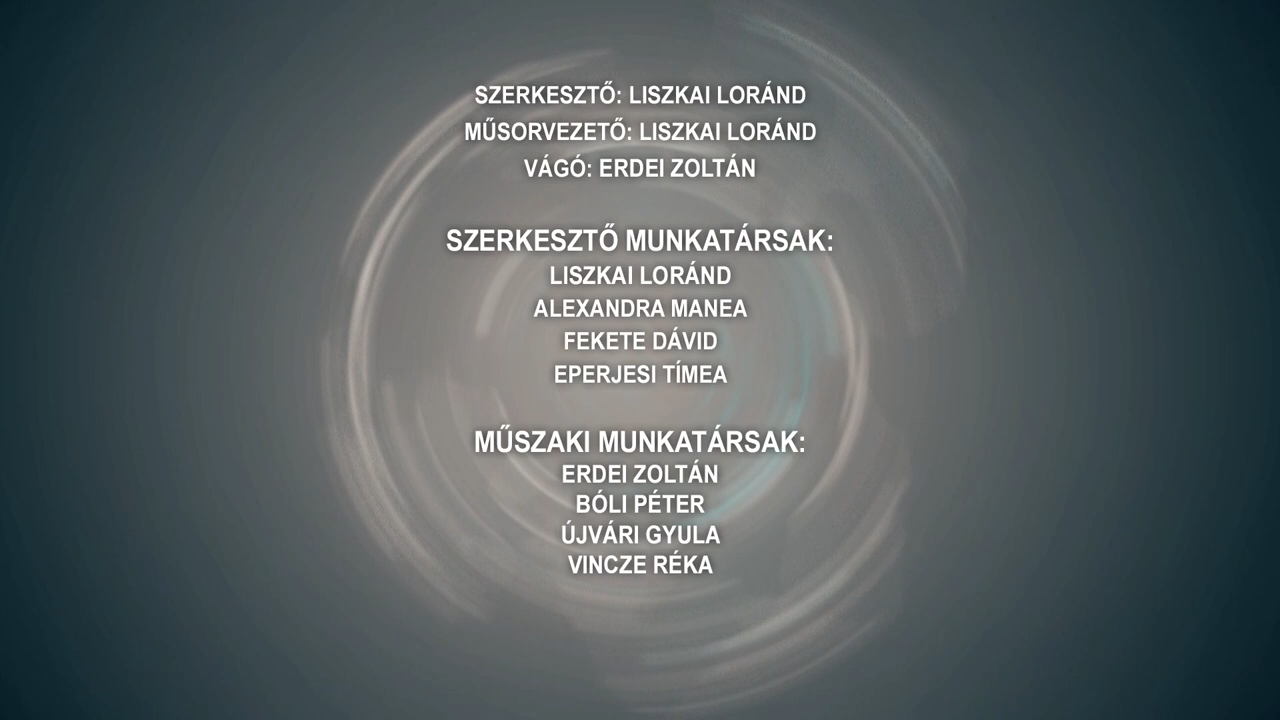 SZERKESZTŐ: LISZKAI LORÁND
MŰSORVEZETŐ: LISZKAI LORÁND
VÁGÓ: ERDEI ZOLTÁN
SZERKESZTŐ MUNKATÁRSAK:
LISZKAI LORÁND
ALEXANDRA MANEA
FEKETE DÁVID
EPERJESI TÍMEA
MŰSZAKI MUNKATÁRSAK:
ERDEI ZOLTÁN
BÓLI PÉTER
ÚJVÁRI GYULA
VINCZE RÉKA